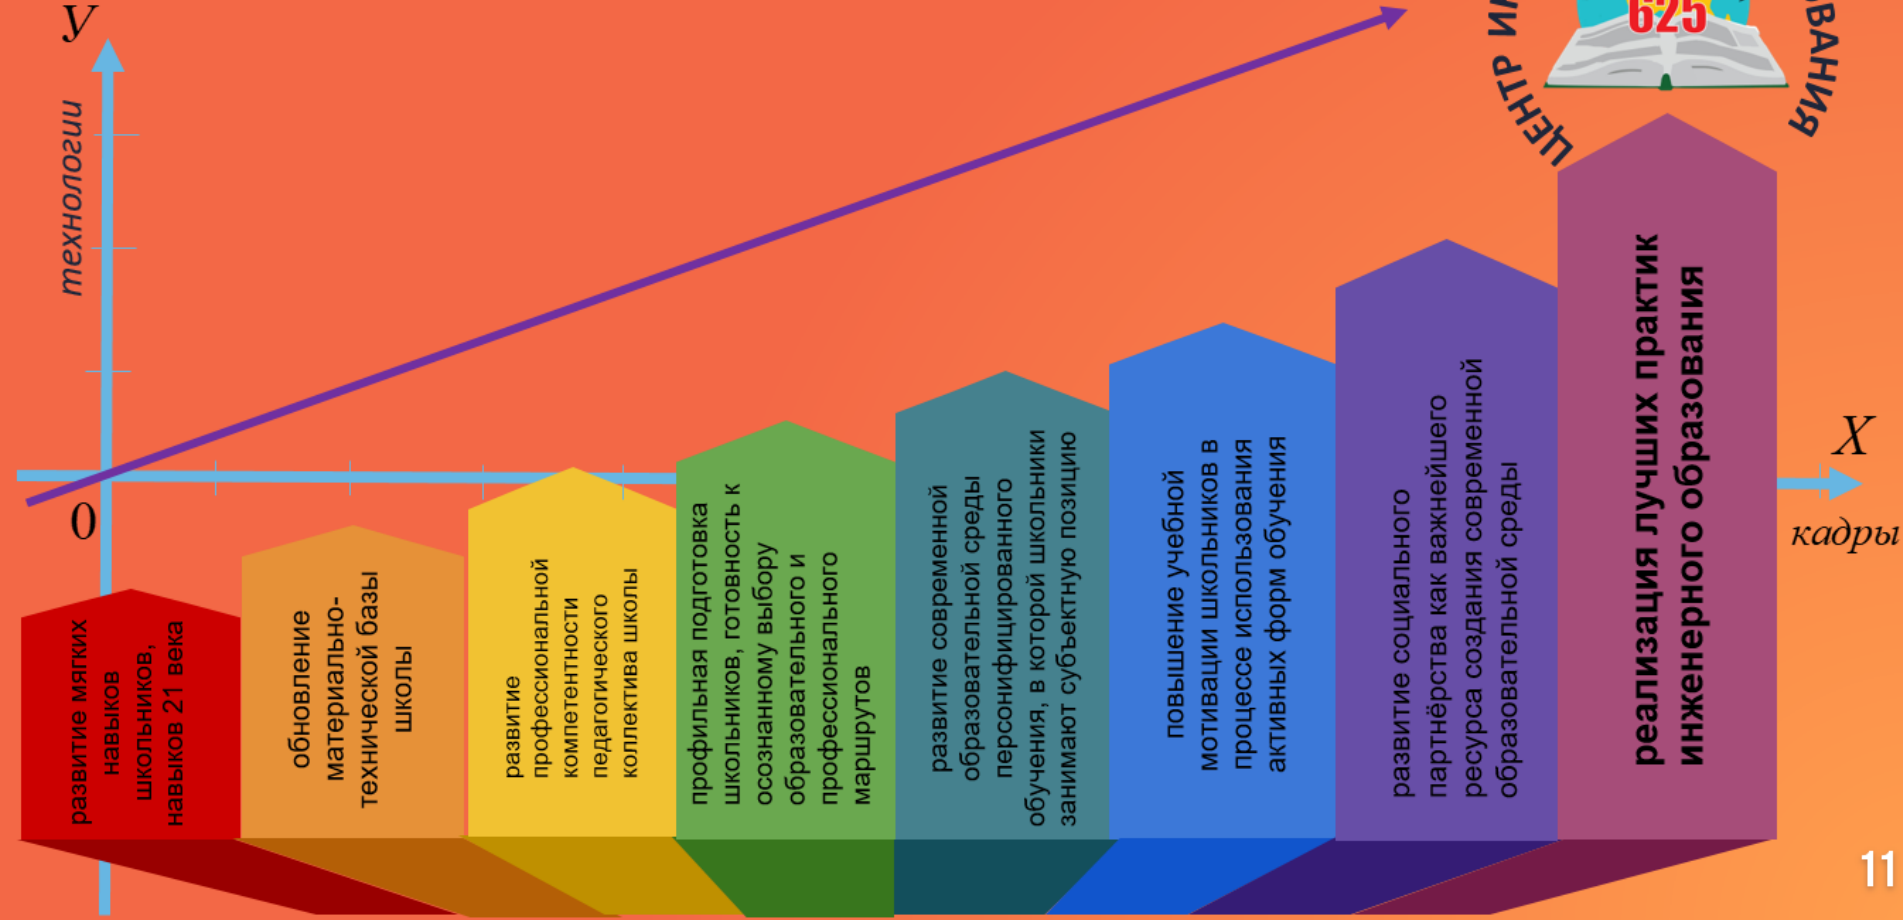 У
технологии
0
X
кадры
625
ЦЕНТР
развитие мягких
навыков
школьников,
навыков 21 века
обновление
материально-
технической базы
школы
развитие
профессиональной
компетентности
педагогического
коллектива школы
профильная подготовка
школьников, готовность к
осознанному выбору
образовательного и
профессионального
маршрутов
развитие современной
образовательной среды
персонифицированного
обучения, в которой школьники
занимают субъектную позицию
повышение учебной
мотивации школьников в
процессе использования
активных форм обучения
развитие социального
партнёрства как важнейшего
ресурса создания современной
образовательной среды
реализация лучших практик
инженерного образования
11